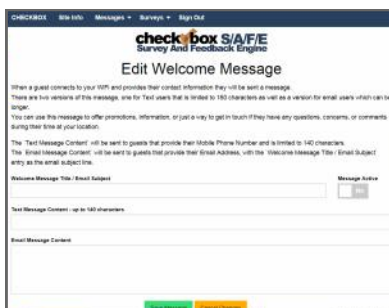 CHECKBOX Site Info Messages Surveys Sign Out
checkbox S/A/F/E
Survey And Feedback Engine
Edit Welcome Message
When a guest connects to your WiFi and provides their contact information they will be sent a message.
There are two versions of this message, one for Text users that is limited to 160 characters as well as a version for email users which can be
longer.
You can use this message to offer promotions, information, or just a way to get in touch if they have any questions, concerns, or comments
during their time at your location.
The 'Text Message Content' will be sent to guests that provide their Mobile Phone Number and is limited to 140 characters.
The 'Email Message Content' will be sent to guests that provide their Email Address, with the 'Welcome Message Title / Email Subject'
entry as the email subject line.
Welcome Message Title / Email Subject Message Active
No
Text Message Content - up to 140 characters
Email Message Content
Save Message Cancel Changes